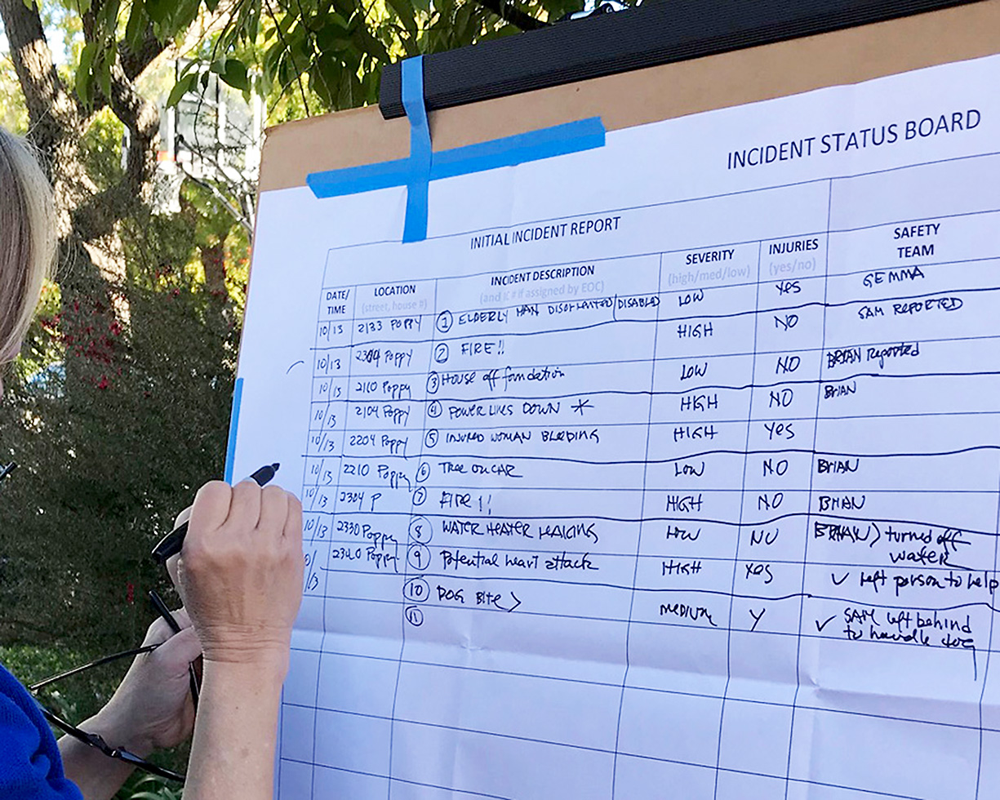 INCIDENT STATUS BOARD
INITIAL INCIDENT REPORT
DATE/ TIME LOCATION (street, house #) INCIDENT DESCRIPTION (and if assigned by EOC) SEVERITY (high/med/low) INJURIES (yes/no) SAFETY TEAM
10/13 2133 POPPY 1 ELDERLY MAN DISORIENTED/DISABLED LOW Yes GEMMA
10/13 Poppy 2 FIRE!! HIGH NO SAM REPORTED
10/13 2110 Poppy 3 House off foundation LOW NO BRIAN Reported
10/13 2104 Poppy 4 POWER LINES DOWN * HIGH NO BRIAN
10/13 2204 Poppy 5 INJURED WOMAN BLEEDING HIGH Yes
10/13 2210 Poppy 6 TREE ON CAR LOW NO BRIAN
10/13 2304 P 7 FIRE!! HIGH NO BRIAN
10/13 2330 Poppy 8 WATER HEATER LEAKING LOW NO BRIAN) turned off water
/13 2340 Poppy 9 Potential heart attack HIGH Yes ✓ left person to help
10 DOG BITE > MEDIUM Y ✓ SAM left behind to handle dog
11